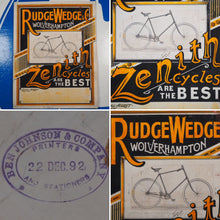 RUDGE WEDGE & Co
Zenith
cycles
ARE THE BEST
Zenith
cycles
ARE
THE BEST
BEN JOHNSON & COMPANY
PRINTERS
22 DEC. 92
AND STATIONERS
RUDGE WEDGE
WOLVERHAMPTON